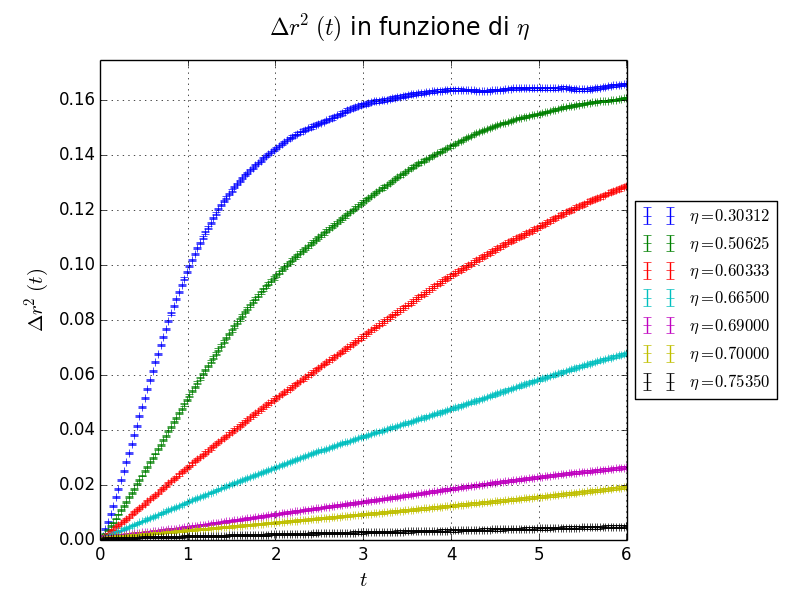 Δr² (t) in funzione di η
Δr² (t)
0.16
0.14
0.12
0.10
0.08
0.06
0.04
0.02
0.00
0 1 2 3 4 5 6
t
η=0.30312
η=0.50625
η=0.60333
η=0.66500
η=0.69000
η=0.70000
η=0.75350